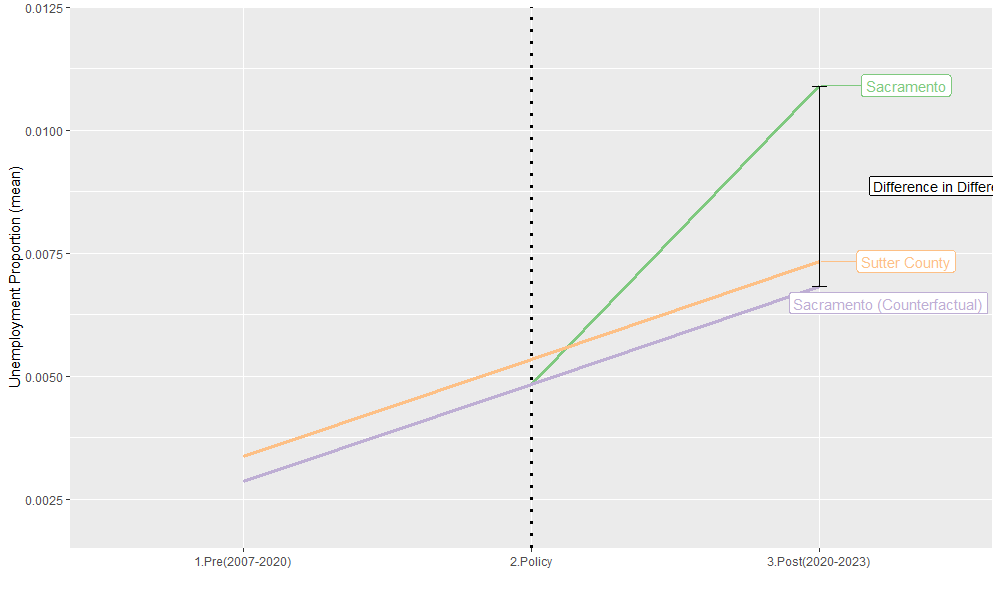 0.0125
0.0100
0.0075
0.0050
0.0025
Unemployment Proportion (mean)
Sacramento
Difference in Differe
Sutter County
Sacramento (Counterfactual)
1.Pre(2007-2020)
2.Policy
3.Post(2020-2023)